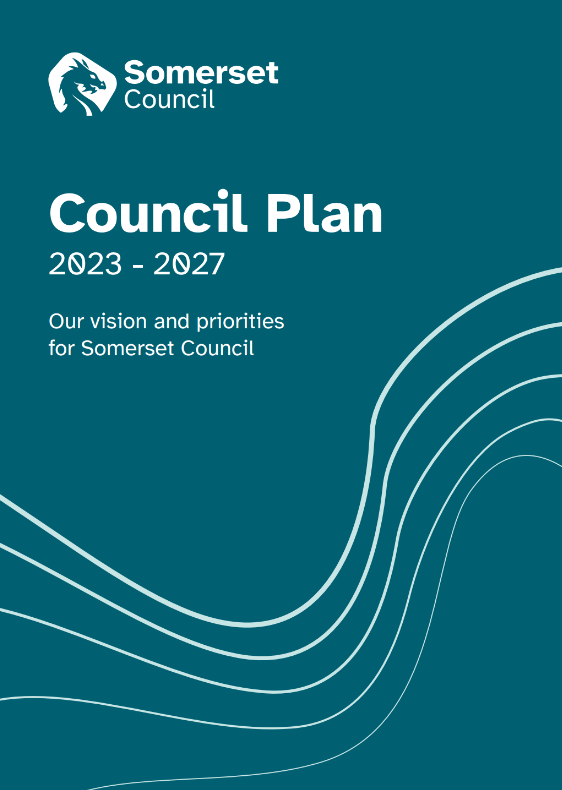 Somerset
Council
Council Plan
2023 - 2027
Our vision and priorities
for Somerset Council